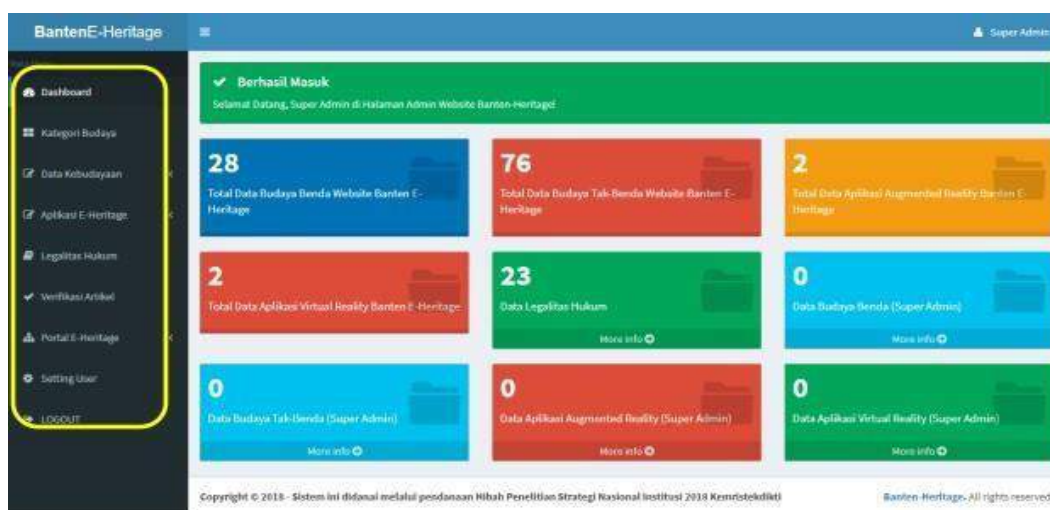 BantenE-Heritage
Super Admin
Dashboard
Kategori Budaya
Data Kebudayaan
Aplikasi E-Heritage
Legalitas Hukum
Verifikasi Artikel
Portal E-Heritage
Setting User
LOGOUT
Berhasil Masuk
Selamat Datang, Super Admin di Halaman Admin Website Banten-Heritage!
28
Total Data Budaya Benda Website Banten E-
Heritage
76
Total Data Budaya Tak-Benda Website Banten E-
Heritage
2
Total Data Aplikasi Augmented Reality Banten E-
Heritage
2
Total Data Aplikasi Virtual Reality Banten E-Heritage
23
Data Legalitas Hukum
More info
0
Data Budaya Benda (Super Admin)
More info
0
Data Budaya Tak-Benda (Super Admin)
More info
0
Data Aplikasi Augmented Reality (Super Admin)
More info
0
Data Aplikasi Virtual Reality (Super Admin)
More info
Copyright © 2018 - Sistem ini didanai melalui pendanaan Hibah Penelitian Strategi Nasional Institusi 2018 Kemristekdikti
Banten-Heritage. All rights reserved